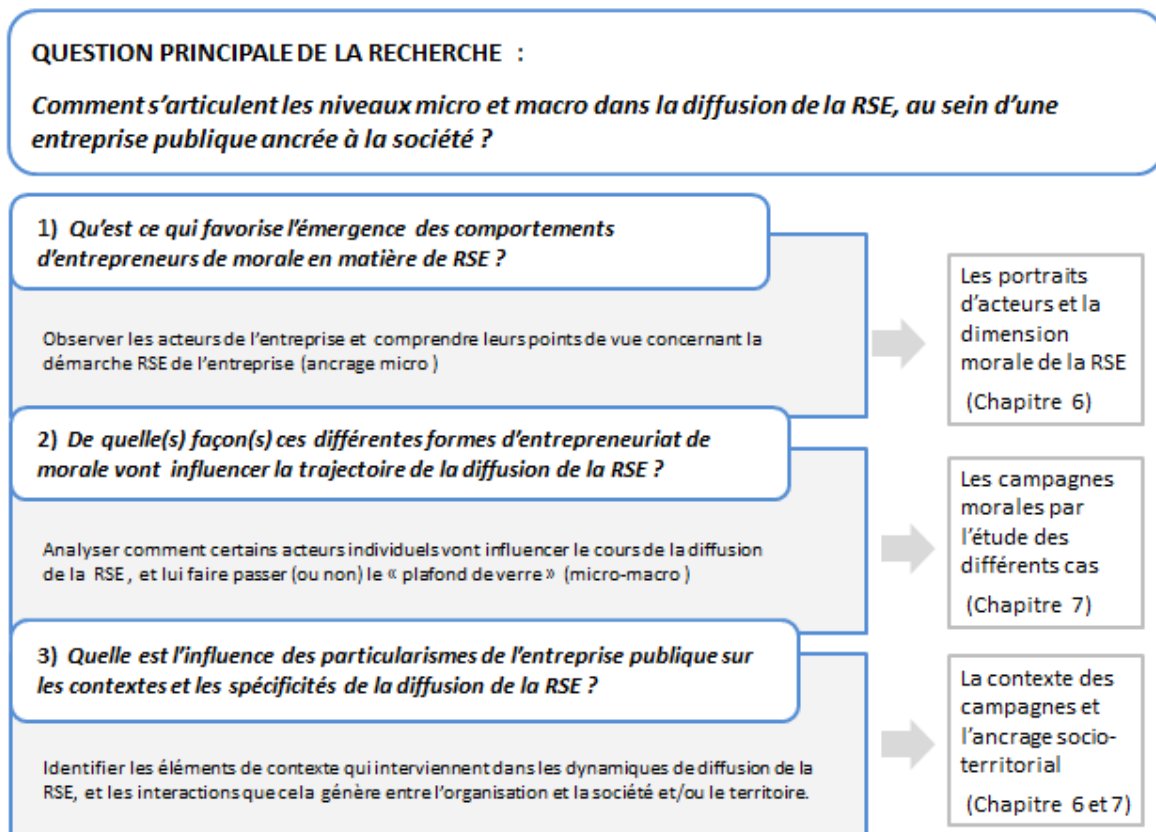 QUESTION PRINCIPALE DE LA RECHERCHE :
Comment s'articulent les niveaux micro et macro dans la diffusion de la RSE, au sein d'une
entreprise publique ancrée à la société ?
1) Qu'est ce qui favorise l'émergence des comportements
d'entrepreneurs de morale en matière de RSE ?
Observer les acteurs de l'entreprise et comprendre leurs points de vue concernant la
démarche RSE de l'entreprise (ancrage micro )
Les portraits
d'acteurs et la
dimension
morale de la RSE
(Chapitre 6)
2) De quelle(s) façon(s) ces différentes formes d'entrepreneuriat de
morale vont influencer la trajectoire de la diffusion de la RSE ?
Analyser comment certains acteurs individuels vont influencer le cours de la diffusion
de la RSE , et lui faire passer (ou non) le « plafond de verre » (micro-macro )
Les campagnes
morales par
l'étude des
différents cas
(Chapitre 7)
3) Quelle est l'influence des particularismes de l'entreprise publique sur
les contextes et les spécificités de la diffusion de la RSE ?
Identifier les éléments de contexte qui interviennent dans les dynamiques de diffusion de la
RSE, et les interactions que cela génère entre l'organisation et la société et/ou le territoire.
La contexte des
campagnes et
l'ancrage socio-
territorial
(Chapitre 6 et 7)